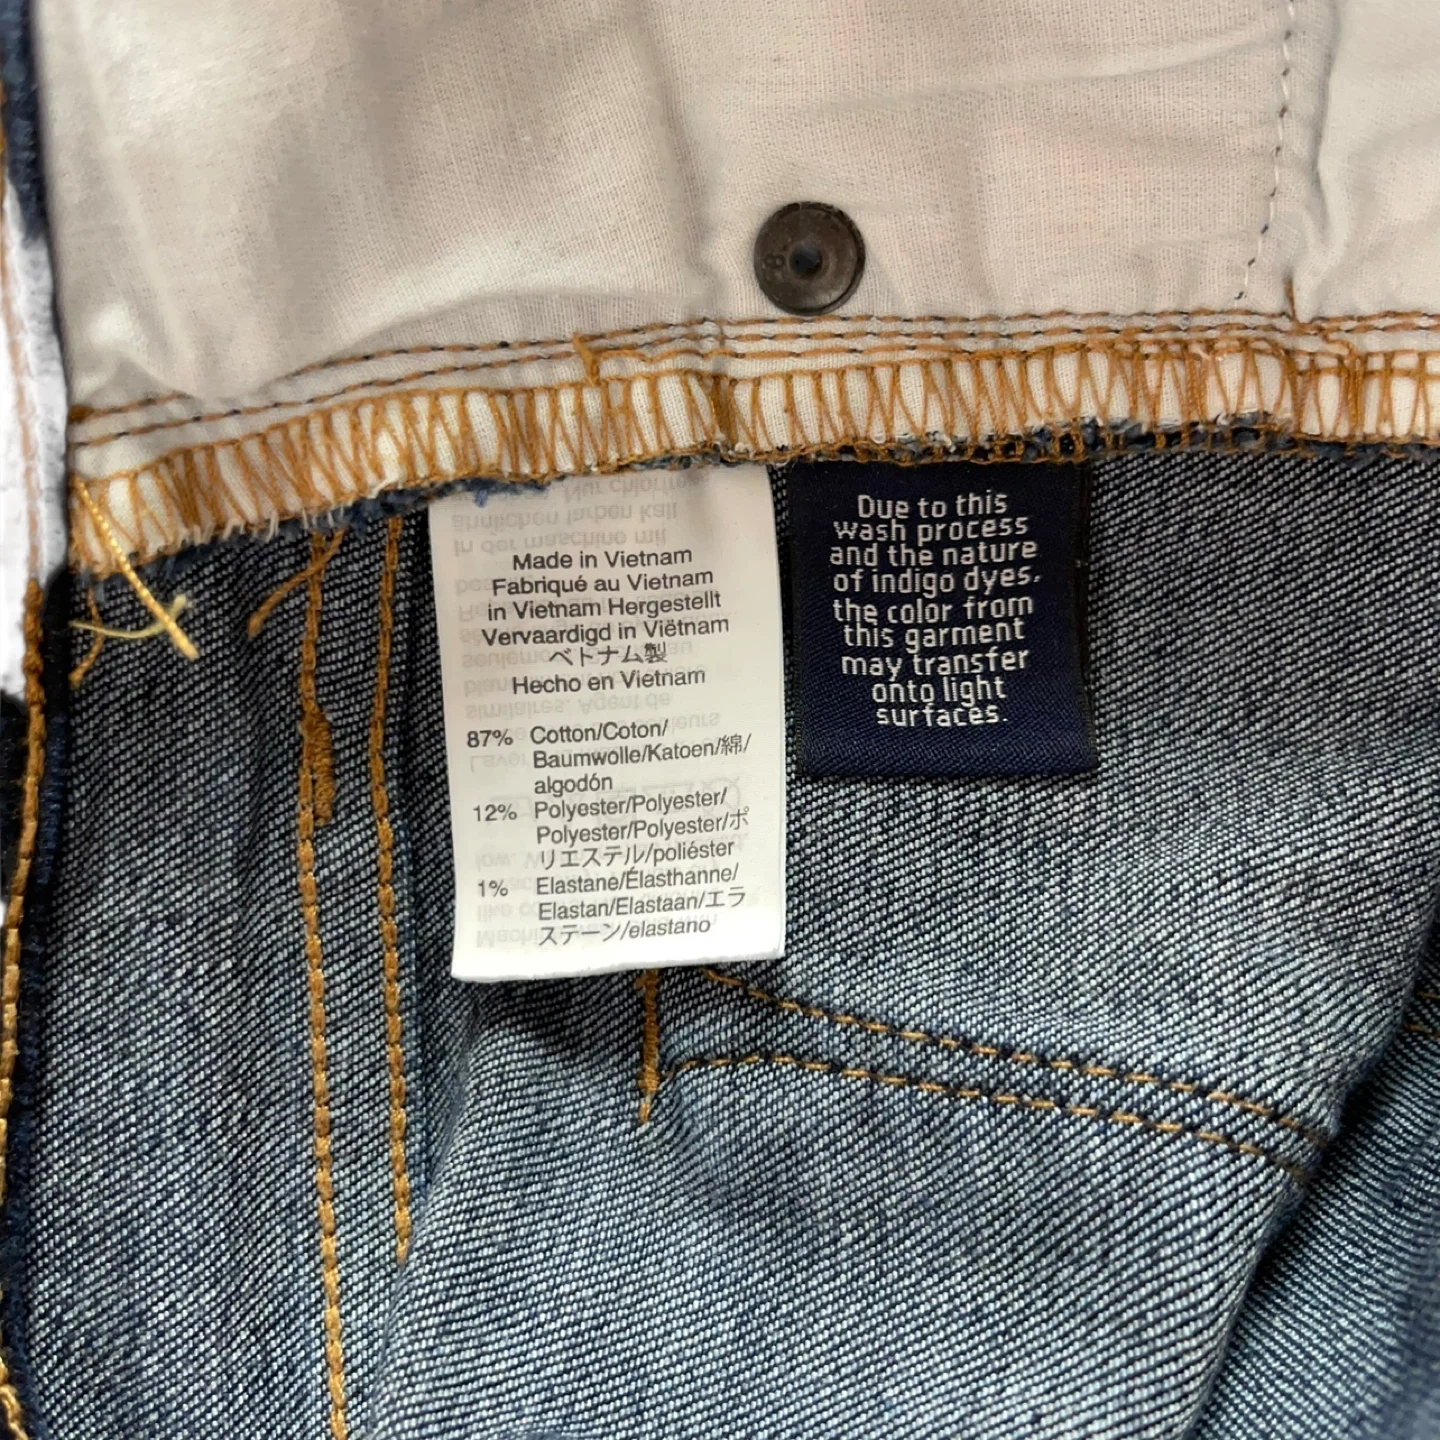 Made in Vietnam
Fabriqué au Vietnam
in Vietnam Hergestellt
Vervaardigd in Viëtnam
ベトナム製
Hecho en Vietnam
87% Cotton/Coton/
Baumwolle/Katoen/綿/
algodón
12% Polyester/Polyester/
Polyester/Polyester/ポ
リエステル/poliéster
1% Elastane/Élasthanne/
Elastan/Elastaan/エラ
ステーン/elastano
Due to this
wash process
and the nature
of indigo dyes,
the color from
this garment
may transfer
onto light
surfaces.